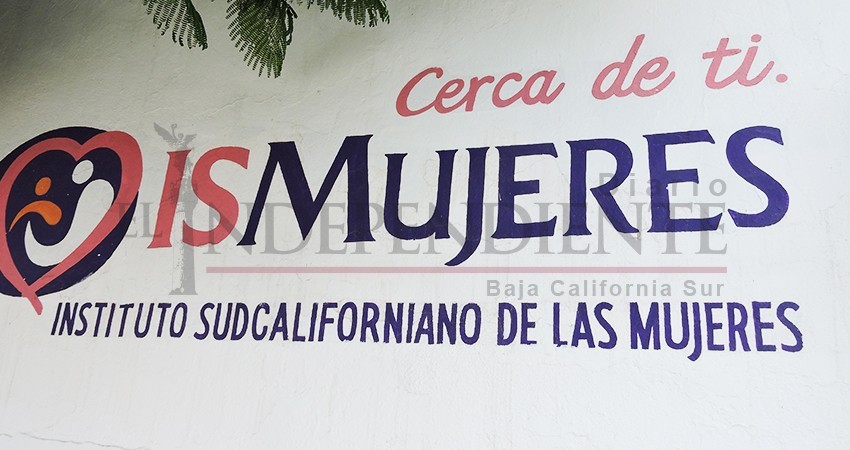 Cerca de ti.
ISMUJERES
INSTITUTO SUDCALIFORNIANO DE LAS MUJERES
Diario
EL INDEPENDIENTE
Baja California Sur